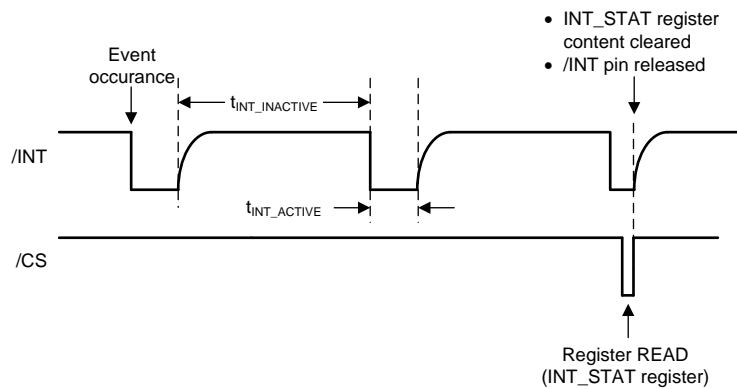 • INT_STAT register
content cleared
• /INT pin released
Event
occurance
tINT_INACTIVE
/INT
tINT_ACTIVE
/CS
Register READ
(INT_STAT register)